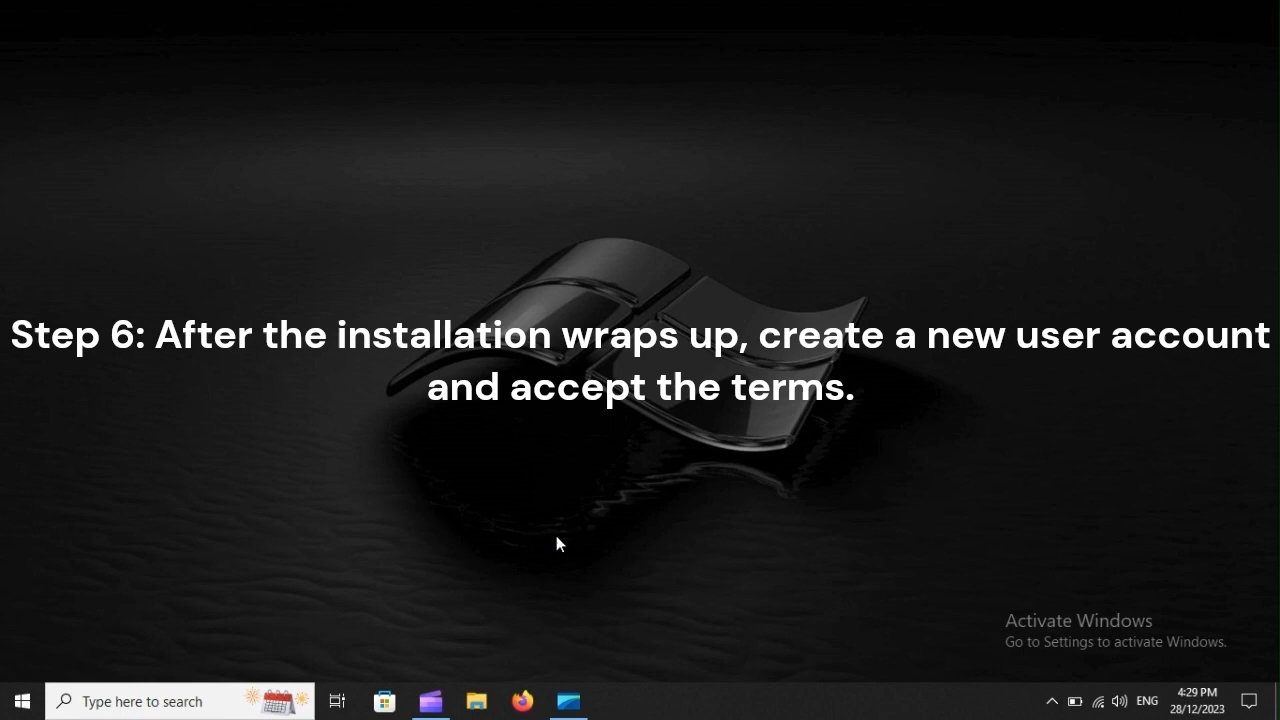 Step 6: After the installation wraps up, create a new user account
and accept the terms.
Activate Windows
Go to Settings to activate Windows.
Type here to search
ENG
4:29 PM
28/12/2023